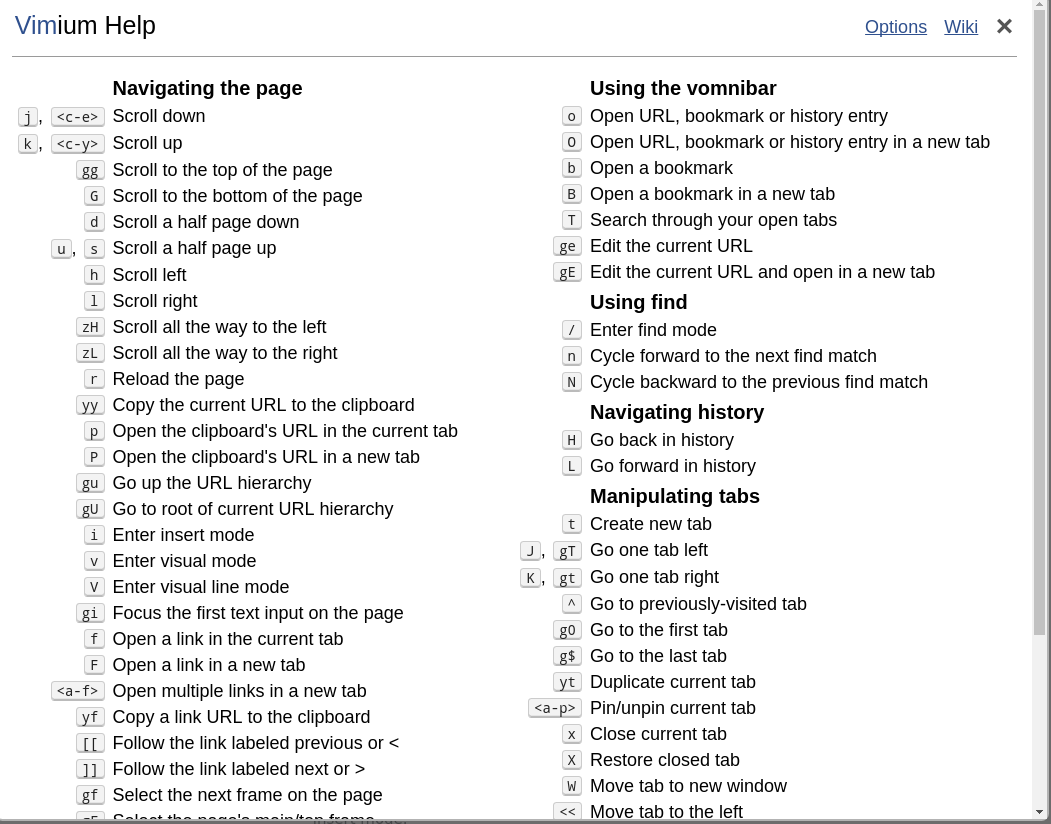 Vimium Help
Options Wiki ✕
Navigating the page
j, <c-e> Scroll down
k, <c-y> Scroll up
gg Scroll to the top of the page
G Scroll to the bottom of the page
d Scroll a half page down
u, s Scroll a half page up
h Scroll left
l Scroll right
zH Scroll all the way to the left
zL Scroll all the way to the right
r Reload the page
yy Copy the current URL to the clipboard
p Open the clipboard's URL in the current tab
P Open the clipboard's URL in a new tab
gu Go up the URL hierarchy
gU Go to root of current URL hierarchy
i Enter insert mode
v Enter visual mode
V Enter visual line mode
gi Focus the first text input on the page
f Open a link in the current tab
F Open a link in a new tab
<a-f> Open multiple links in a new tab
yf Copy a link URL to the clipboard
[[ Follow the link labeled previous or <
]] Follow the link labeled next or >
gf Select the next frame on the page
gF Select the page's main/top frame
Using the vomnibar
o Open URL, bookmark or history entry
O Open URL, bookmark or history entry in a new tab
b Open a bookmark
B Open a bookmark in a new tab
T Search through your open tabs
ge Edit the current URL
gE Edit the current URL and open in a new tab
Using find
/ Enter find mode
n Cycle forward to the next find match
N Cycle backward to the previous find match
Navigating history
H Go back in history
L Go forward in history
Manipulating tabs
t Create new tab
J, gT Go one tab left
K, gt Go one tab right
^ Go to previously-visited tab
g0 Go to the first tab
g$ Go to the last tab
yt Duplicate current tab
<a-p> Pin/unpin current tab
x Close current tab
X Restore closed tab
W Move tab to new window
<< Move tab to the left